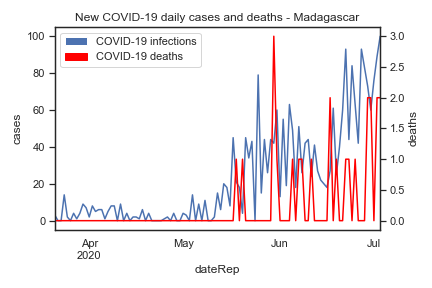 New COVID-19 daily cases and deaths - Madagascar
COVID-19 infections
COVID-19 deaths
100
80
60
40
20
0
cases
3.0
2.5
2.0
1.5
1.0
0.5
0.0
deaths
Apr
2020
May
Jun
Jul
dateRep